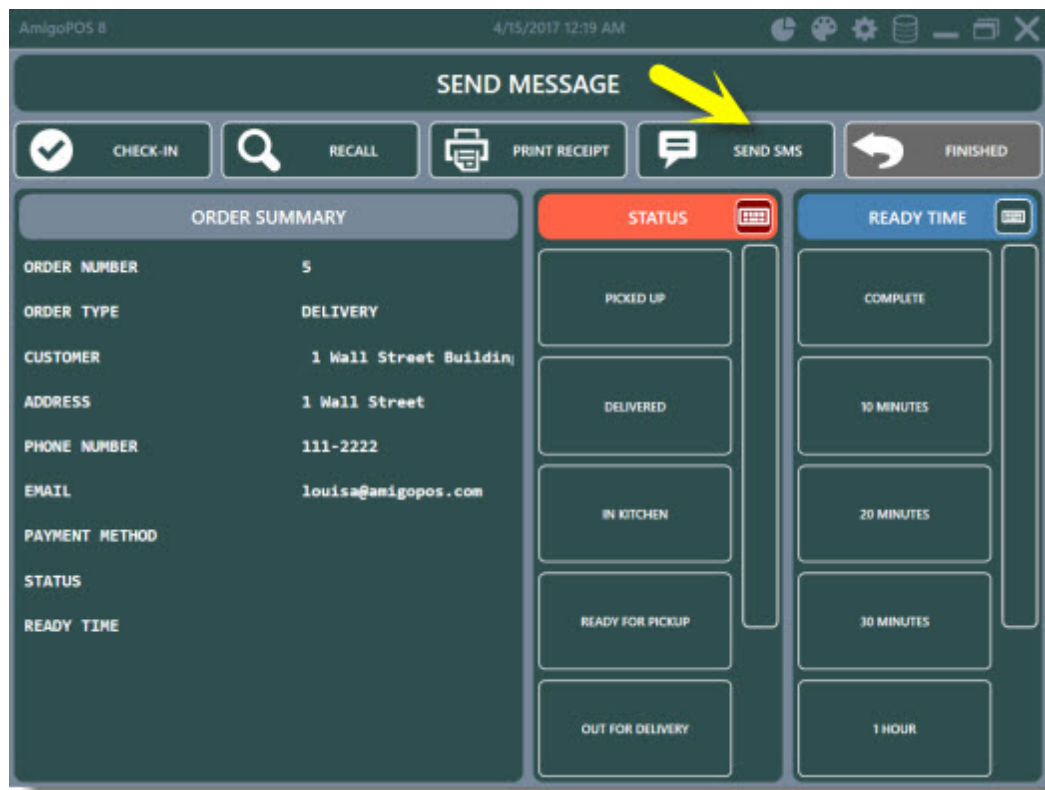 AmigoPOS 8 4/15/2017 12:19 AM
SEND MESSAGE
CHECK-IN RECALL PRINT RECEIPT SEND SMS FINISHED
ORDER SUMMARY
ORDER NUMBER 5
ORDER TYPE DELIVERY
CUSTOMER 1 Wall Street Building
ADDRESS 1 Wall Street
PHONE NUMBER 111-2222
EMAIL louisa@amigopos.com
PAYMENT METHOD
STATUS
READY TIME
STATUS
PICKED UP
DELIVERED
IN KITCHEN
READY FOR PICKUP
OUT FOR DELIVERY
READY TIME
COMPLETE
10 MINUTES
20 MINUTES
30 MINUTES
1 HOUR